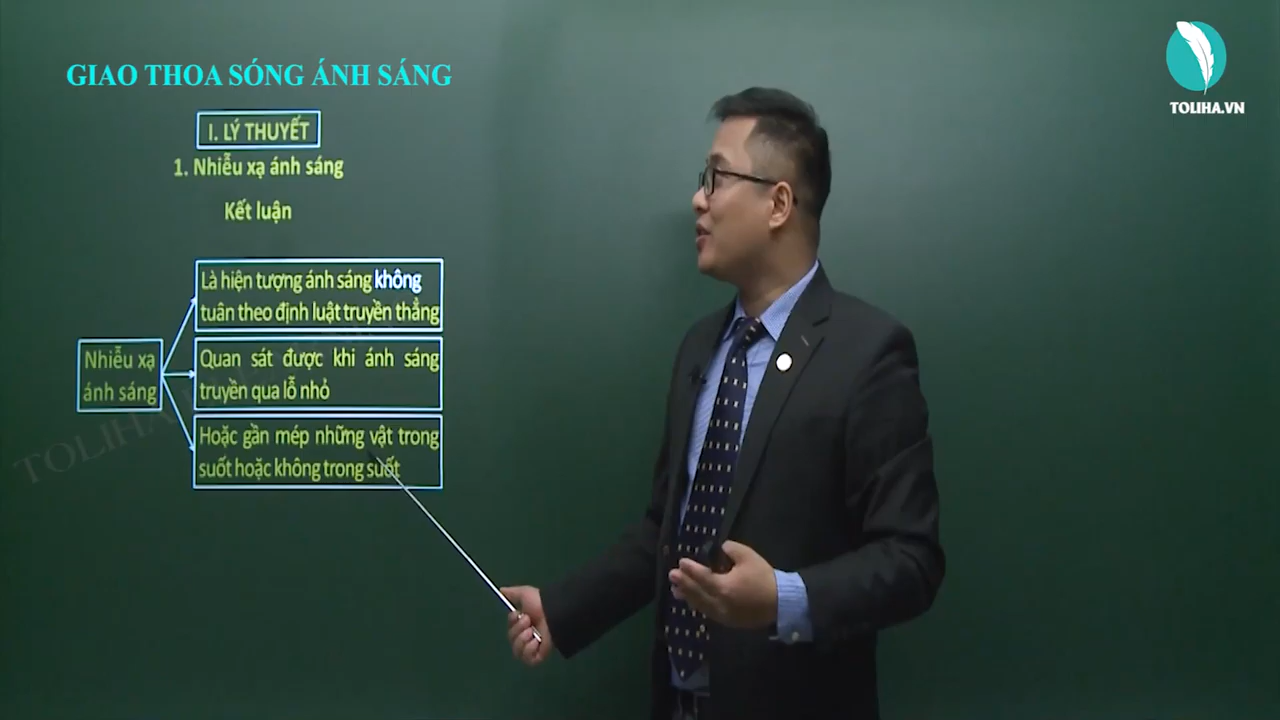 GIAO THOA SÓNG ÁNH SÁNG
TOLIHA.VN
I. LÝ THUYẾT
1. Nhiễu xạ ánh sáng
Kết luận
Là hiện tượng ánh sáng không
tuân theo định luật truyền thẳng
Nhiễu xạ
ánh sáng
Quan sát được khi ánh sáng
truyền qua lỗ nhỏ
Hoặc gần mép những vật trong
suốt hoặc không trong suốt
TOLIHA